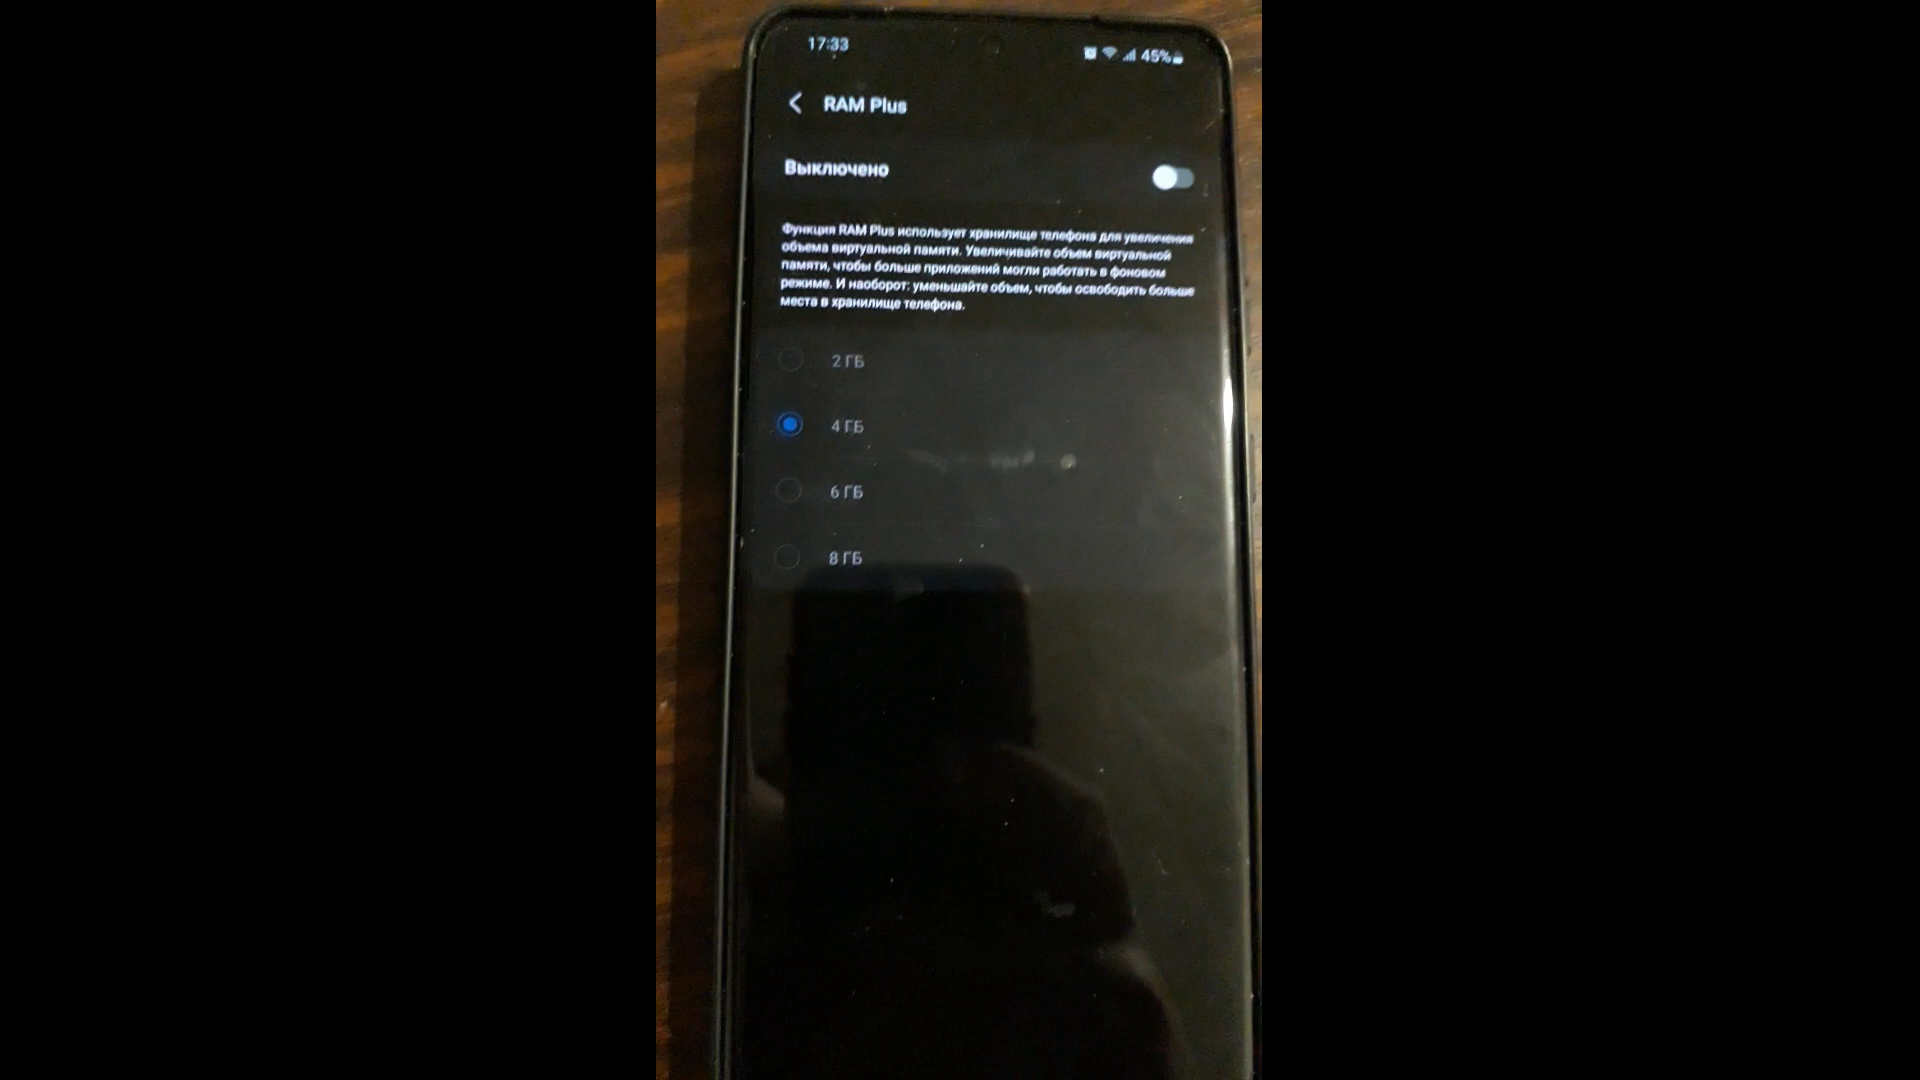 17:33
45%
RAM Plus
Выключено
Функция RAM Plus использует хранилище телефона для увеличения
объема виртуальной памяти. Увеличивайте объем виртуальной
памяти, чтобы больше приложений могли работать в фоновом
режиме. И наоборот: уменьшайте объем, чтобы освободить больше
места в хранилище телефона.
2 ГБ
4 ГБ
6 ГБ
8 ГБ